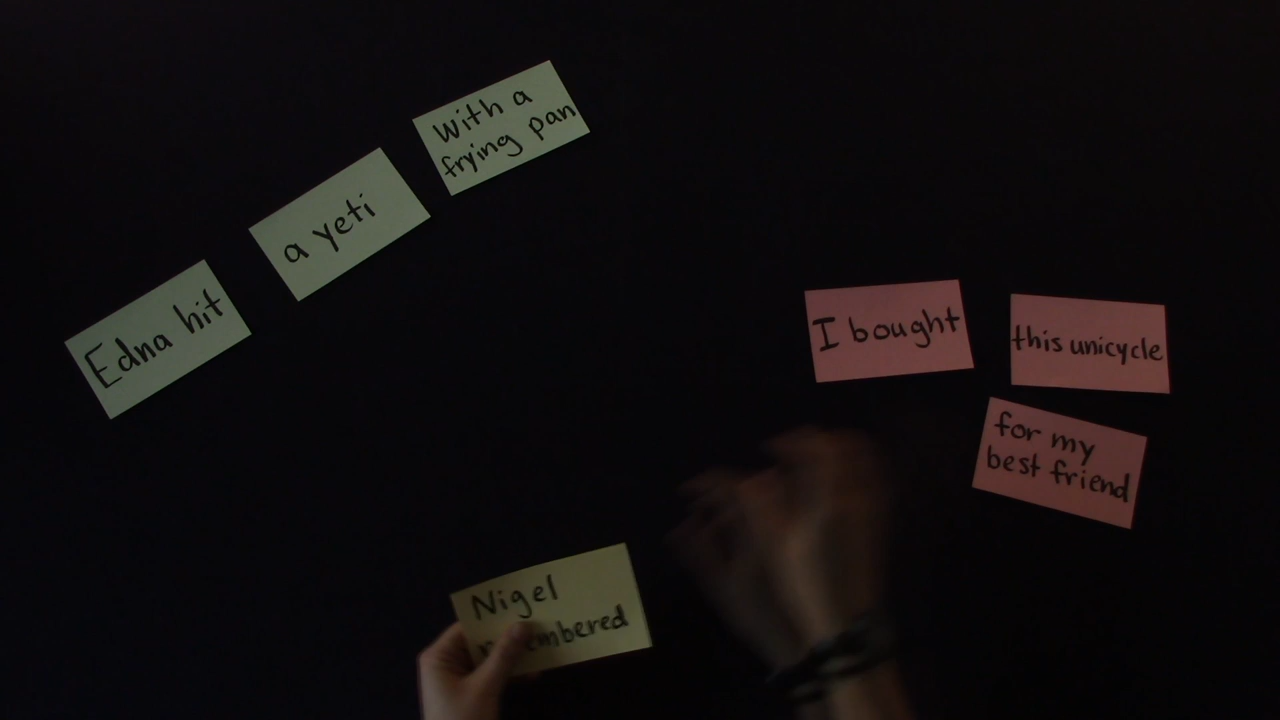 With a
frying pan
a yeti
Edna hit
I bought
this unicycle
for my
best friend
Nigel